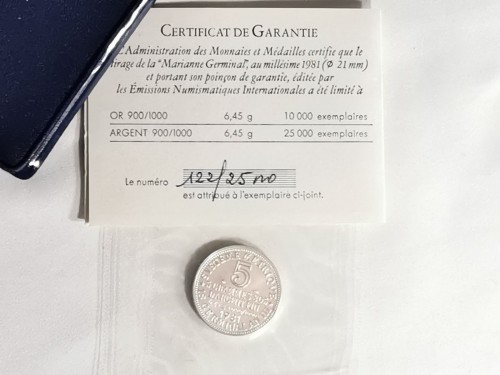 CERTIFICAT DE GARANTIE
L'Administration des Monnaies et Médailles certifie que le
tirage de la "Marianne Germinal", au millésime 1981 (Ø 21 mm)
et portant son poinçon de garantie, éditée par
les Émissions Numismatiques Internationales a été limité à
OR 900/1000 6,45 g 10 000 exemplaires
ARGENT 900/1000 6,45 g 25 000 exemplaires
Le numéro 122/25000
est attribué à l'exemplaire ci-joint.
5
1981